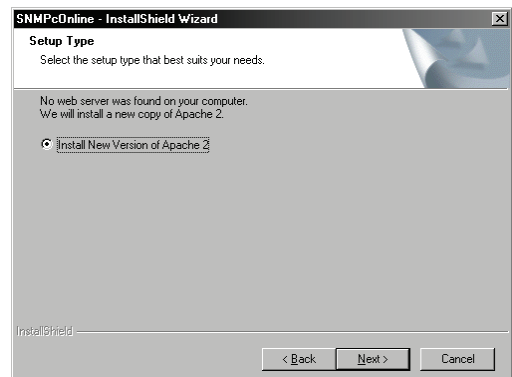 SNMPcOnline - InstallShield Wizard
Setup Type
Select the setup type that best suits your needs.
No web server was found on your computer.
We will install a new copy of Apache 2.
Install New Version of Apache 2
InstallShield
< Back Next > Cancel